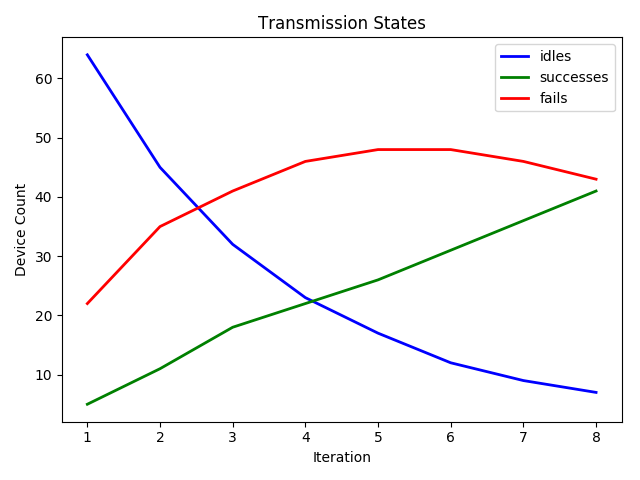 Transmission States
idles
successes
fails
60
50
40
30
20
10
Device Count
1 2 3 4 5 6 7 8
Iteration